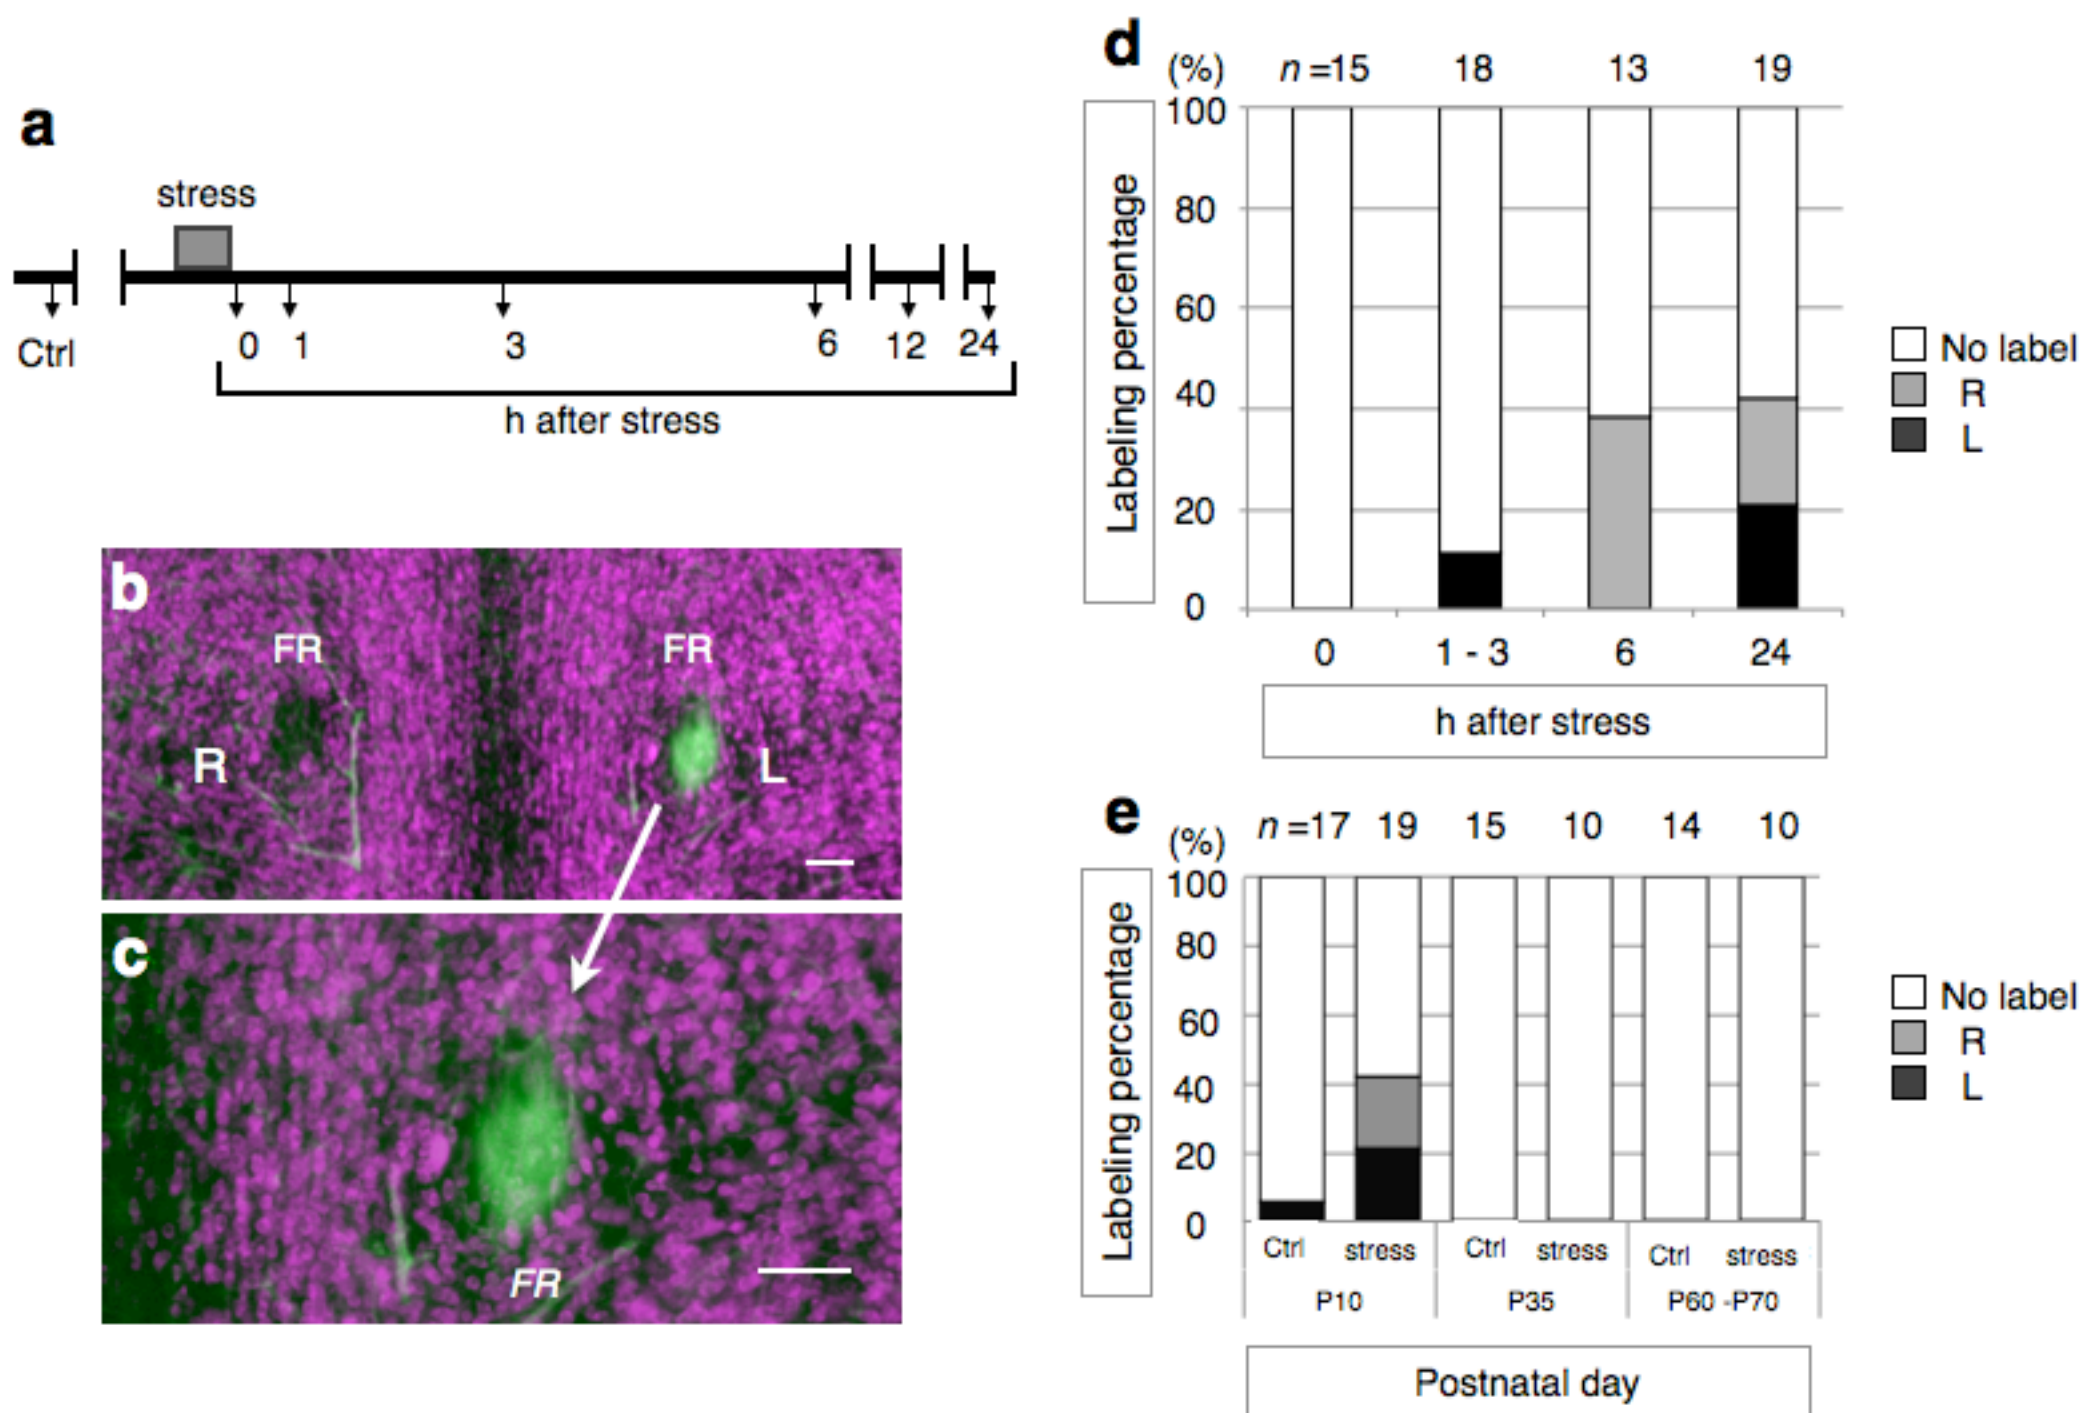 a
stress
Ctrl
0 1 3 6 12 24
h after stress
b
FR FR
R L
c
FR
d
(%) n =15 18 13 19
Labeling percentage
100
80
60
40
20
0
0 1 - 3 6 24
h after stress
No label
R
L
e
(%) n =17 19 15 10 14 10
Labeling percentage
100
80
60
40
20
0
Ctrl stress Ctrl stress Ctrl stress
P10 P35 P60 -P70
Postnatal day
No label
R
L